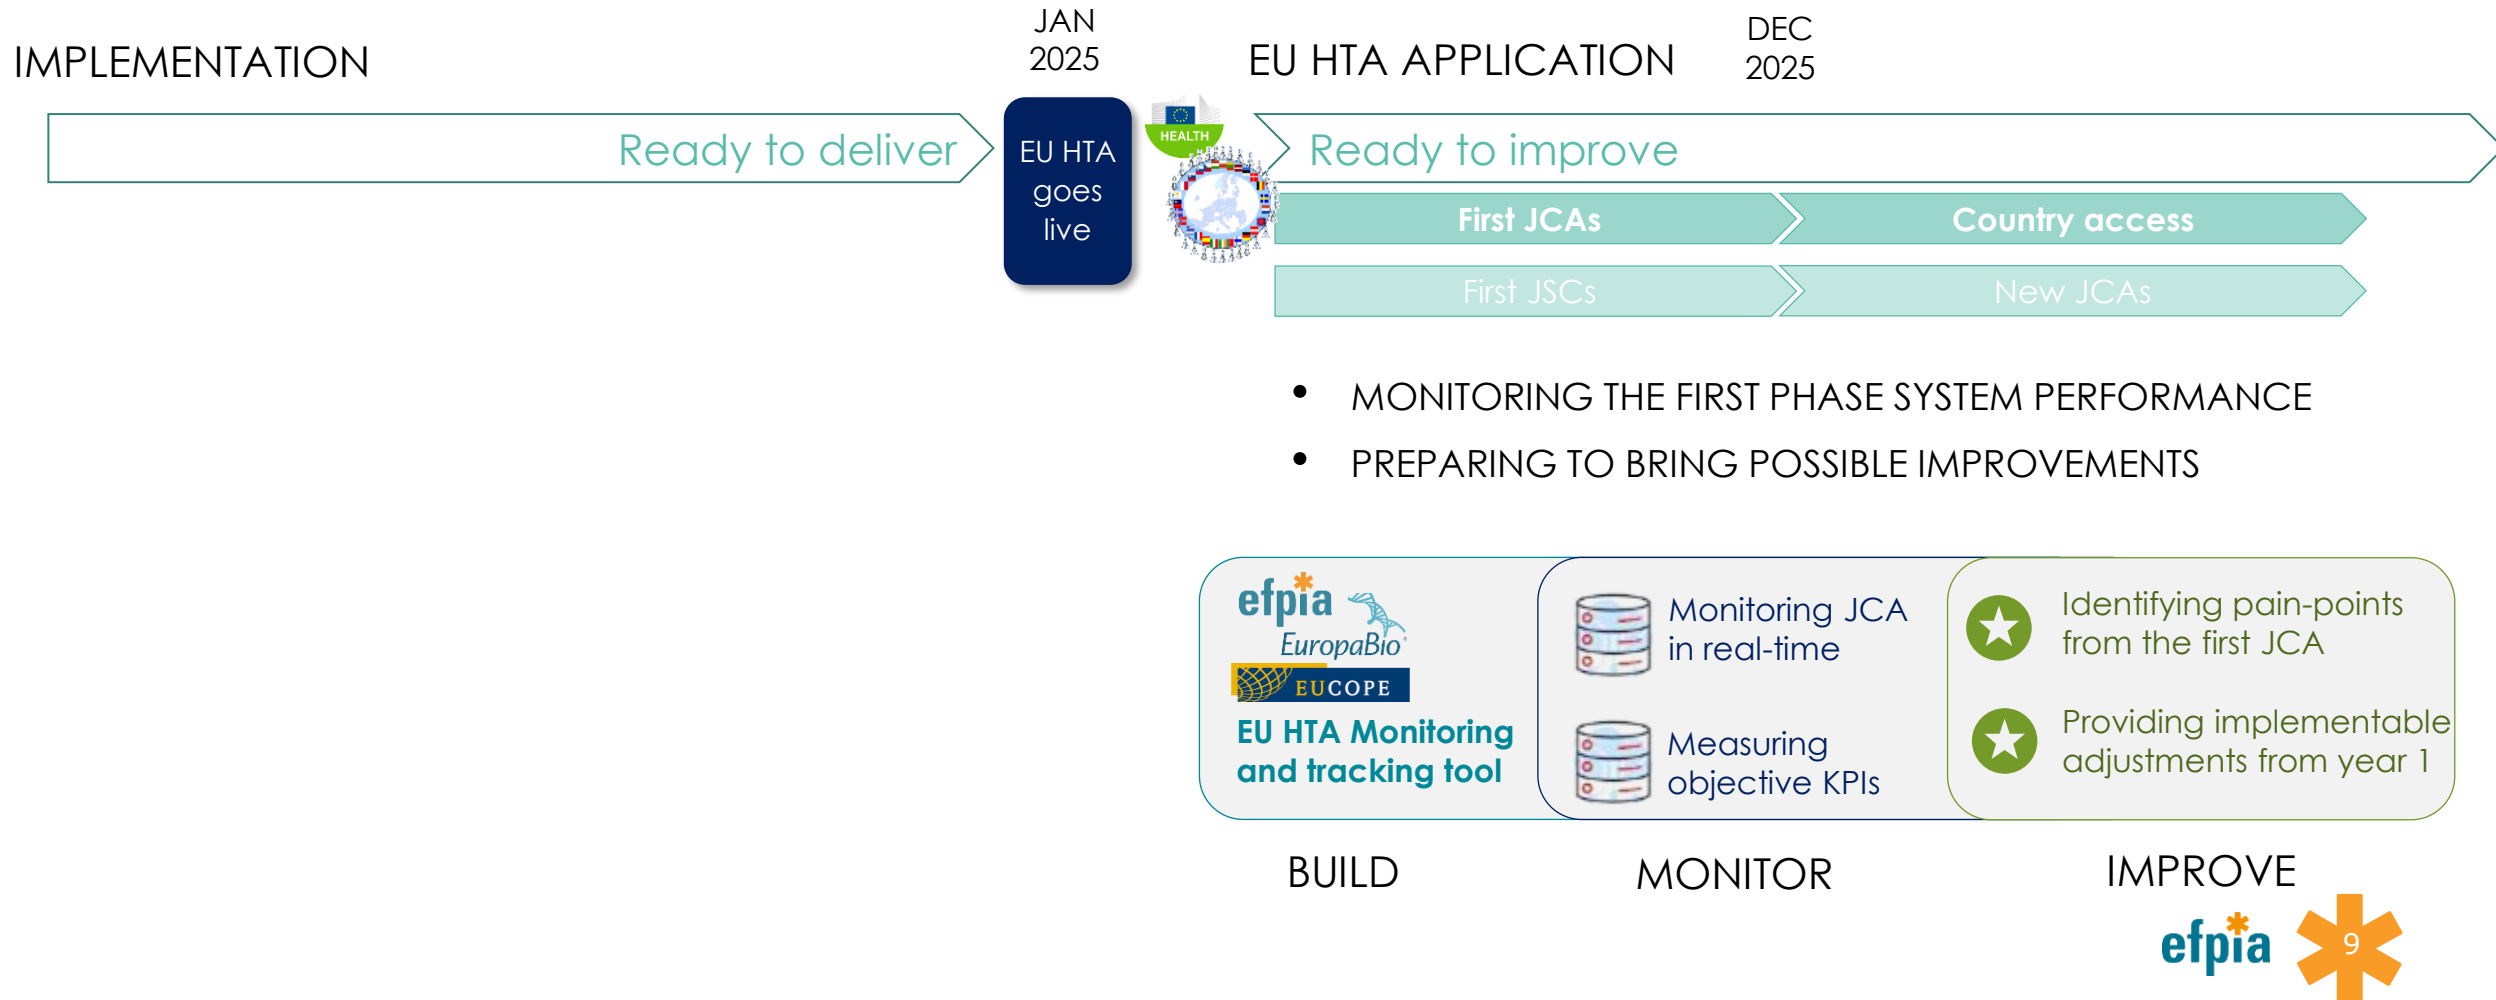 IMPLEMENTATION
JAN
2025
EU HTA APPLICATION
DEC
2025
Ready to deliver
EU HTA
goes
live
HEALTH
Ready to improve
First JCAs
Country access
First JSCs
New JCAs
• MONITORING THE FIRST PHASE SYSTEM PERFORMANCE
• PREPARING TO BRING POSSIBLE IMPROVEMENTS
efpia
EuropaBio
EUCOPE
EU HTA Monitoring
and tracking tool
Monitoring JCA
in real-time
Measuring
objective KPIs
Identifying pain-points
from the first JCA
Providing implementable
adjustments from year 1
BUILD
MONITOR
IMPROVE
efpia
9